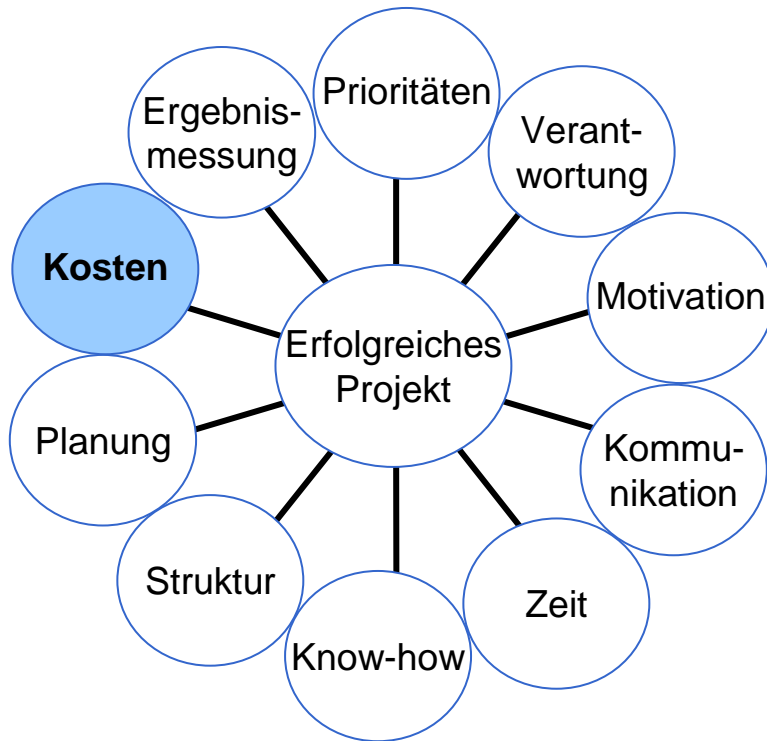 Prioritäten
Verant-
wortung
Motivation
Kommu-
nikation
Zeit
Know-how
Struktur
Planung
Kosten
Ergebnis-
messung
Erfolgreiches
Projekt